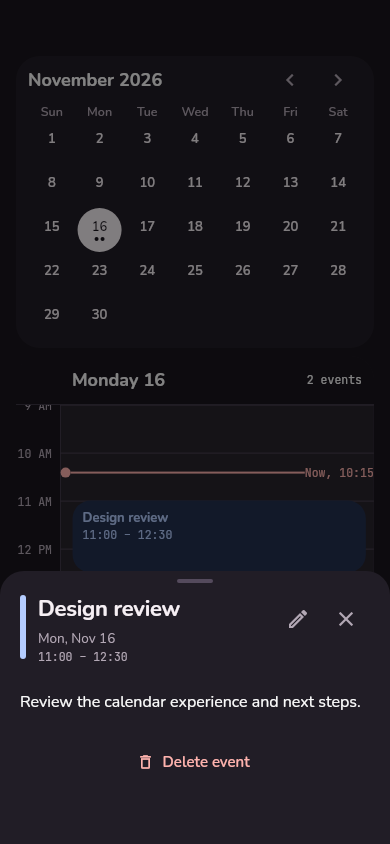 November 2026
Sun Mon Tue Wed Thu Fri Sat
1 2 3 4 5 6 7
8 9 10 11 12 13 14
15 16 17 18 19 20 21
22 23 24 25 26 27 28
29 30
Monday 16 2 events
9 AM
10 AM
Now, 10:15
11 AM
Design review
11:00 – 12:30
12 PM
Design review
Mon, Nov 16
11:00 – 12:30
Review the calendar experience and next steps.
Delete event